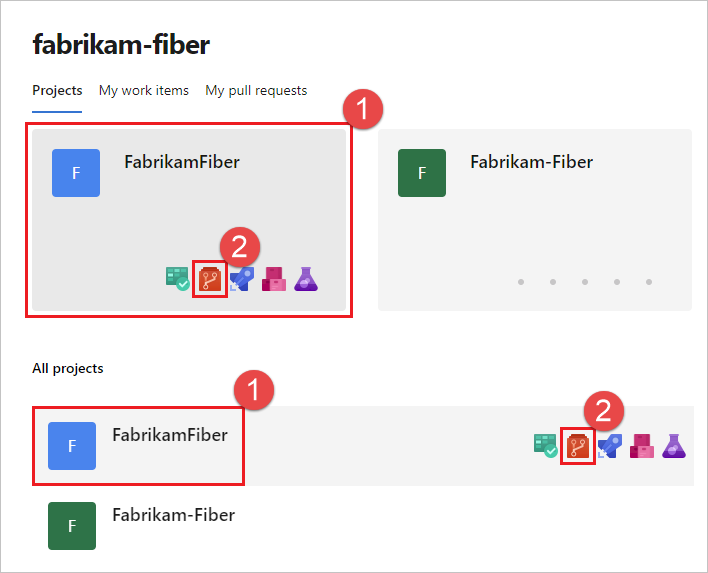 fabrikam-fiber
Projects My work items My pull requests
1
F FabrikamFiber
F Fabrikam-Fiber
2
All projects
1
F FabrikamFiber
2
F Fabrikam-Fiber